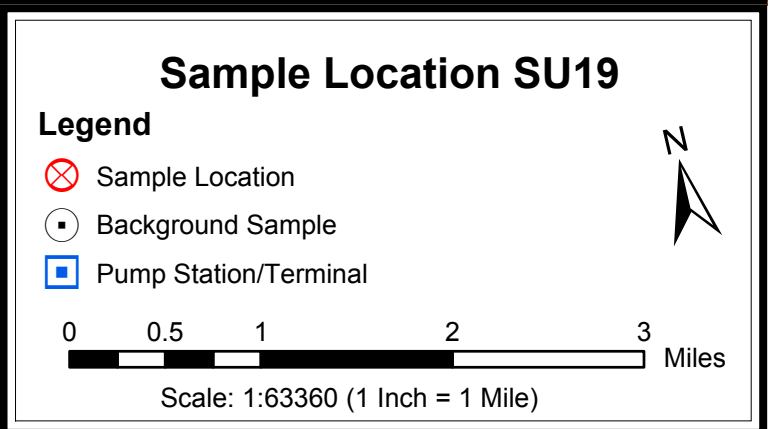 Sample Location SU19
Legend
N
Sample Location
Background Sample
Pump Station/Terminal
0 0.5 1 2 3
Miles
Scale: 1:63360 (1 Inch = 1 Mile)